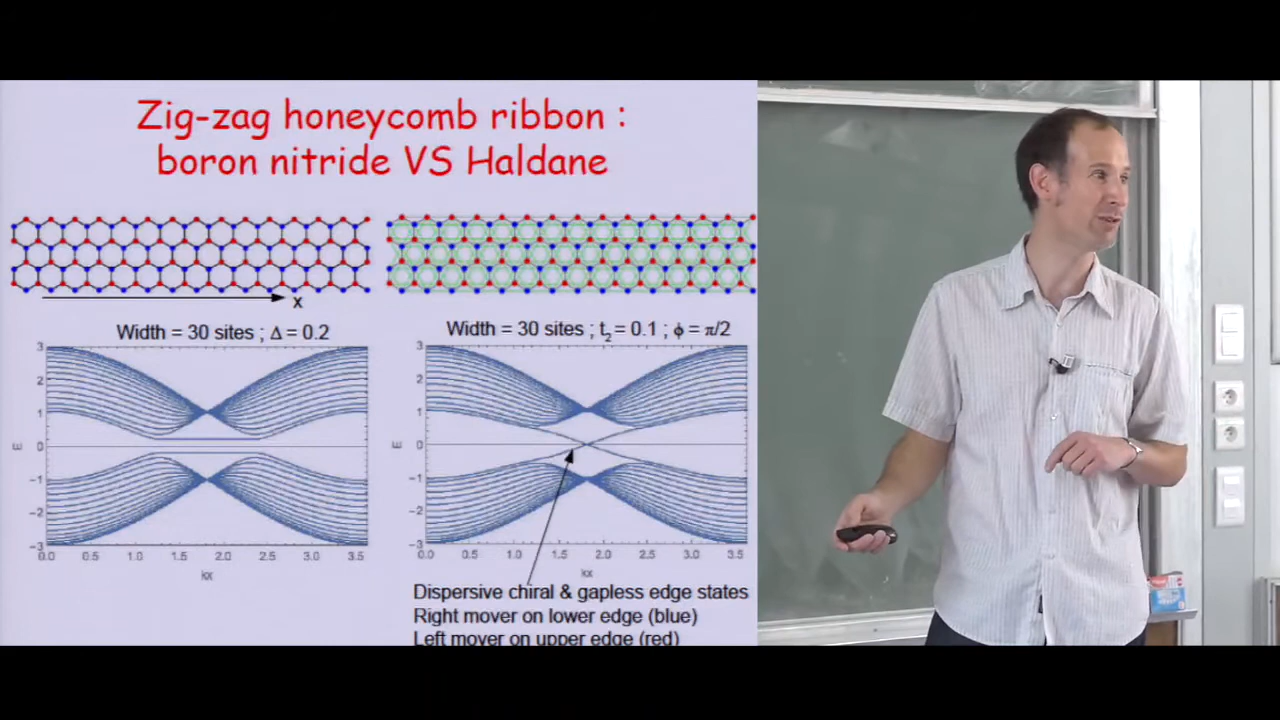 Zig-zag honeycomb ribbon :
boron nitride VS Haldane
x
Width = 30 sites ; Δ = 0.2
3
2
1
0
−1
−2
−3
E
0.0 0.5 1.0 1.5 2.0 2.5 3.0 3.5
kx
Width = 30 sites ; t₂ = 0.1 ; ϕ = π/2
3
2
1
0
−1
−2
−3
E
0.0 0.5 1.0 1.5 2.0 2.5 3.0 3.5
kx
Dispersive chiral & gapless edge states
Right mover on lower edge (blue)
Left mover on upper edge (red)